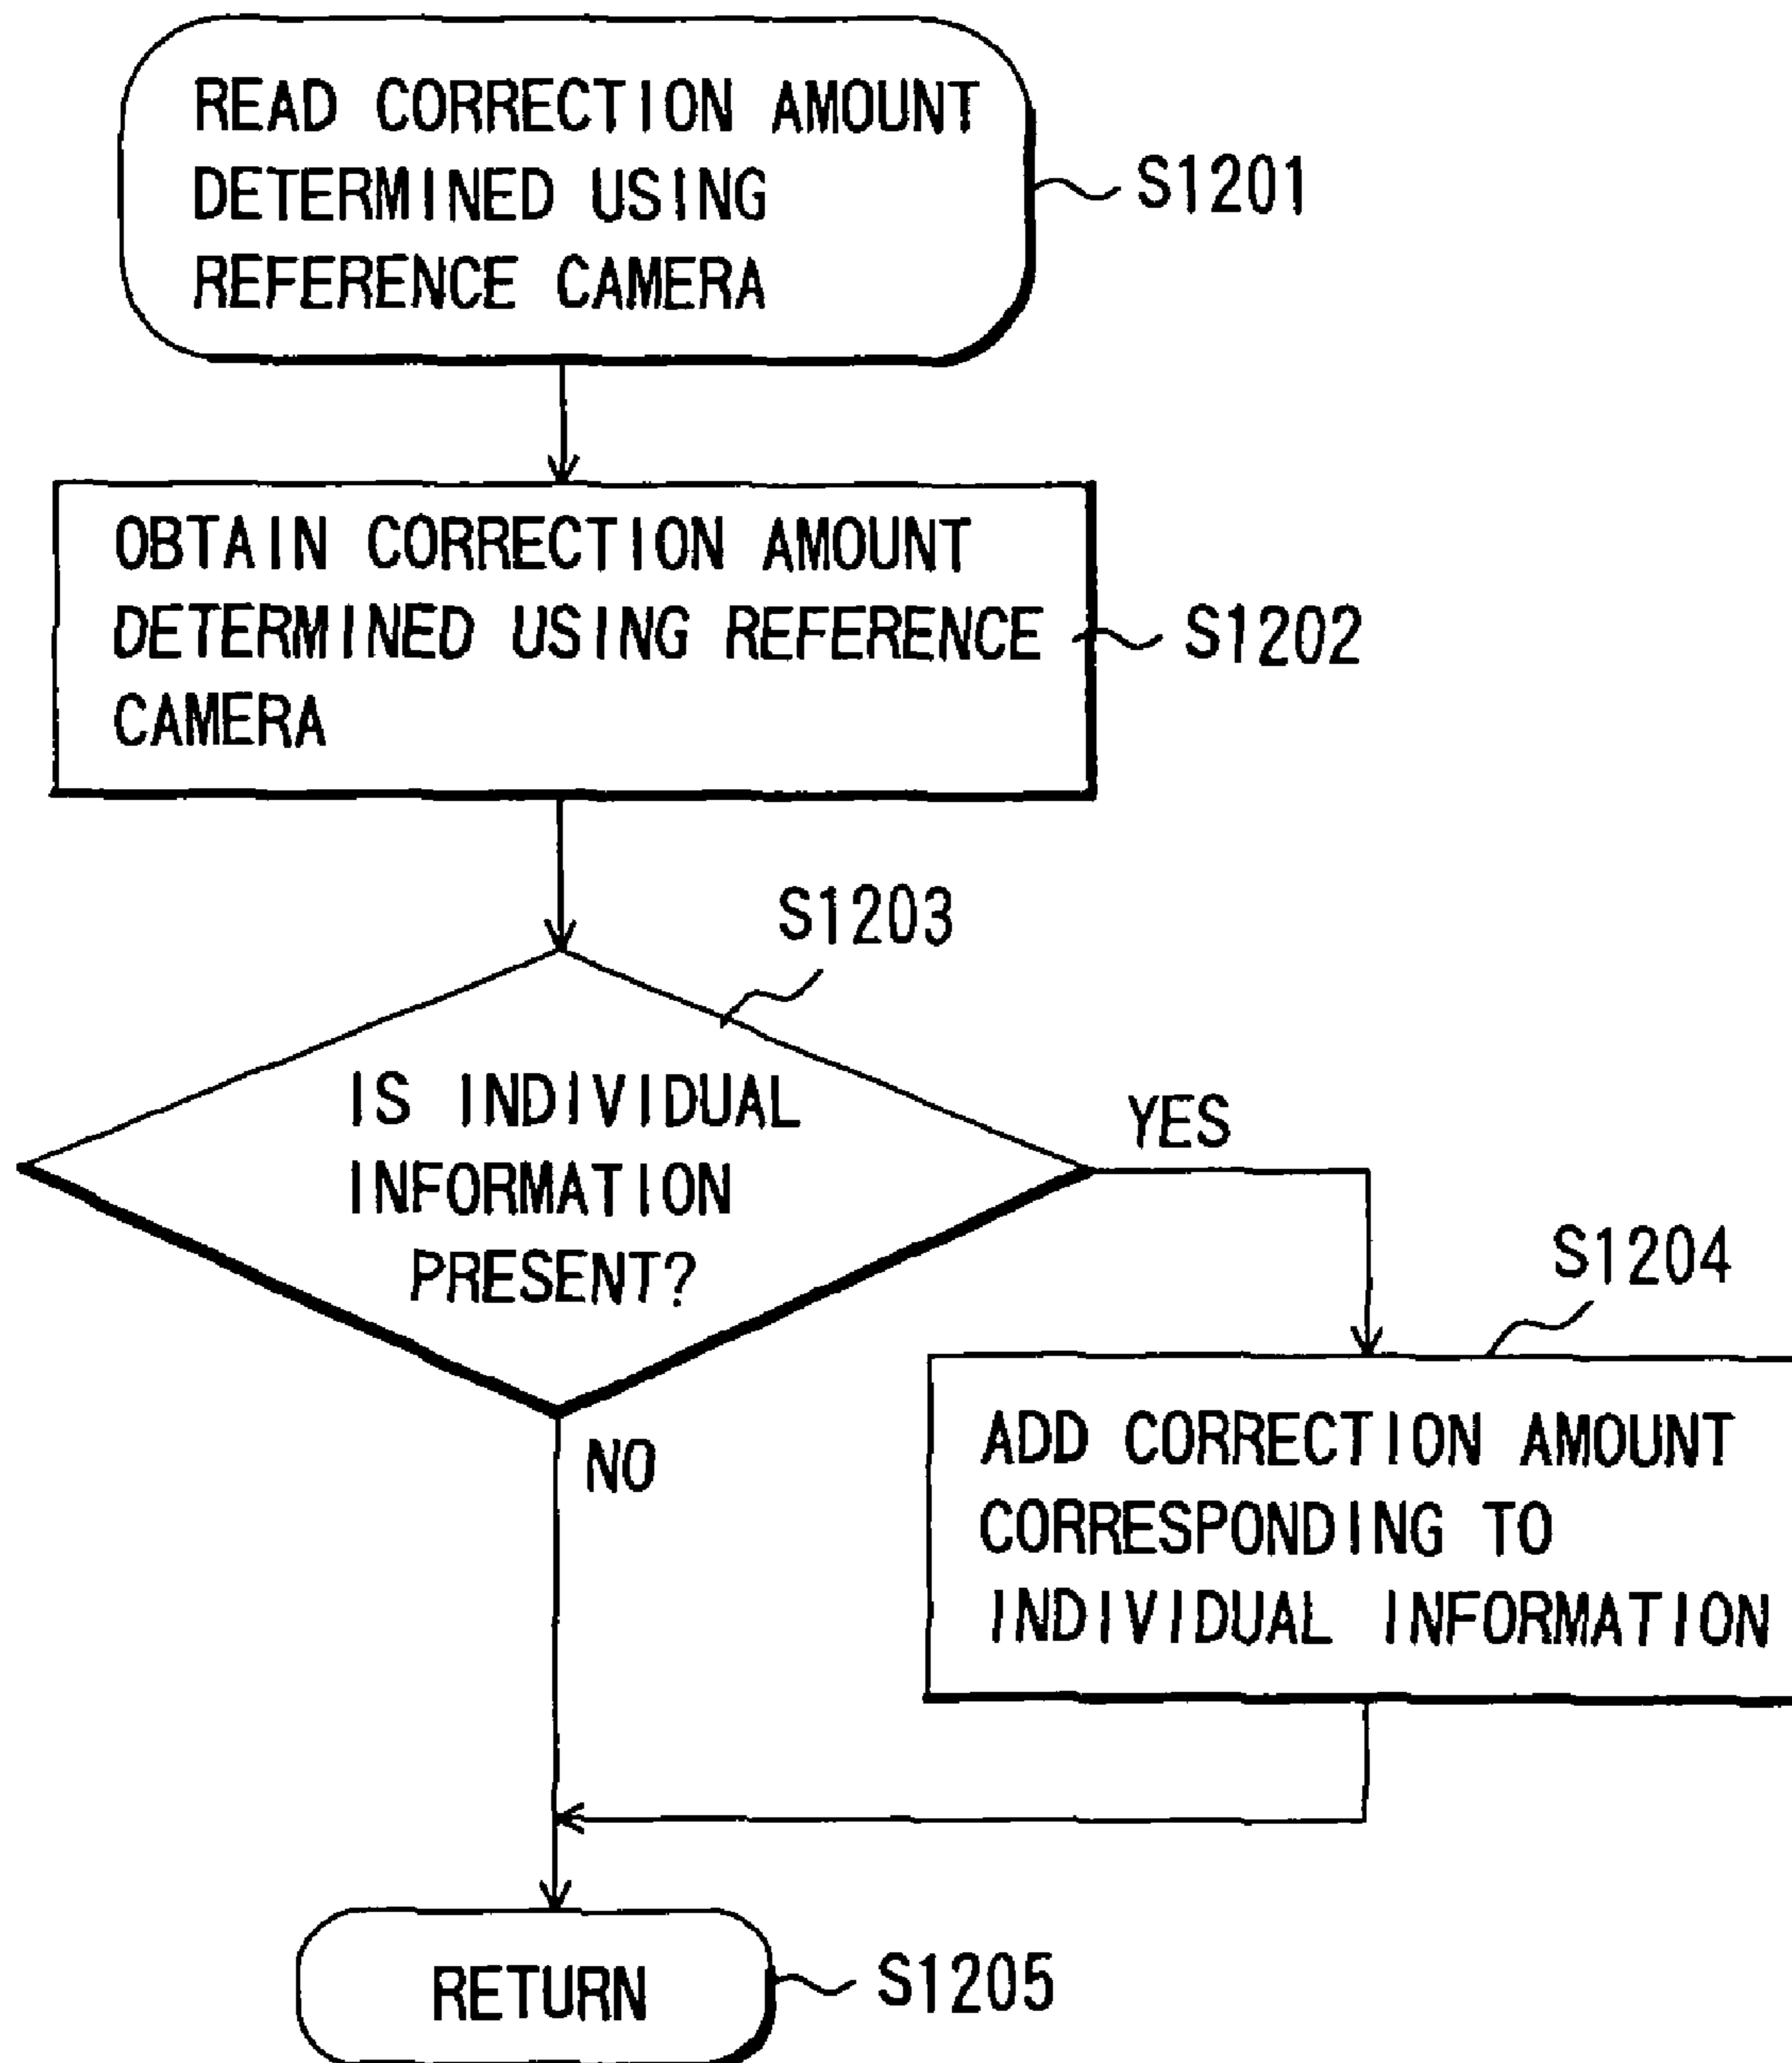 READ CORRECTION AMOUNT
DETERMINED USING
REFERENCE CAMERA
S1201
OBTAIN CORRECTION AMOUNT
DETERMINED USING REFERENCE
CAMERA
S1202
S1203
IS INDIVIDUAL
INFORMATION
PRESENT?
YES
NO
S1204
ADD CORRECTION AMOUNT
CORRESPONDING TO
INDIVIDUAL INFORMATION
RETURN
S1205